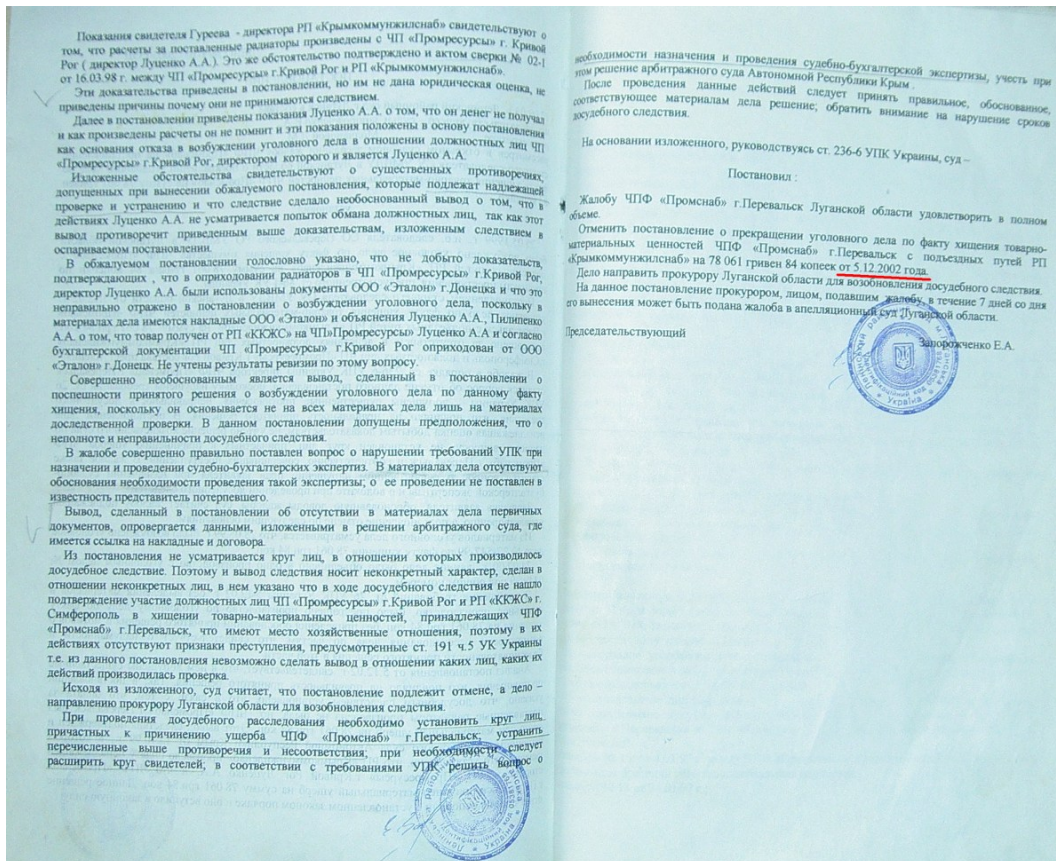 Показания свидетеля Гуреева - директора РП «Крымкоммунжилснаб» свидетельствуют о
том, что расчеты за поставленные радиаторы произведены с ЧП «Промресурсы» г. Кривой
Рог ( директор Луценко А.А.). Это же обстоятельство подтверждено и актом сверки № 02-1
от 16.03.98 г. между ЧП «Промресурсы» г.Кривой Рог и РП «Крымкоммунжилснаб».
Эти доказательства приведены в постановлении, но им не дана юридическая оценка, не
приведены причины почему они не принимаются следствием.
Далее в постановлении приведены показания Луценко А.А. о том, что он денег не получал
и как произведены расчеты он не помнит и эти показания положены в основу постановления
как основания отказа в возбуждении уголовного дела в отношении должностных лиц ЧП
«Промресурсы» г.Кривой Рог, директором которого и является Луценко А.А.
Изложенные обстоятельства свидетельствуют о существенных противоречиях,
допущенных при вынесении обжалуемого постановления, которые подлежат надлежащей
проверке и устранению и что следствие сделало необоснованный вывод о том, что в
действиях Луценко А.А. не усматривается попыток обмана должностных лиц, так как этот
вывод противоречит приведенным выше доказательствам, изложенным следствием в
оспариваемом постановлении.
В обжалуемом постановлении голословно указано, что не добыто доказательств,
подтверждающих , что в оприходовании радиаторов в ЧП «Промресурсы» г.Кривой Рог,
директор Луценко А.А. были использованы документы ООО «Эталон» г.Донецка и что это
неправильно отражено в постановлении о возбуждении уголовного дела, поскольку в
материалах дела имеются накладные ООО «Эталон» и объяснения Луценко А.А., Пилипенко
А.А. о том, что товар получен от РП «ККЖС» на ЧП»Промресурсы» Луценко А.А и согласно
бухгалтерской документации ЧП «Промресурсы» г.Кривой Рог оприходован от ООО
«Эталон» г.Донецк. Не учтены результаты ревизии по этому вопросу.
Совершенно необоснованным является вывод, сделанный в постановлении о
поспешности принятого решения о возбуждении уголовного дела по данному факту
хищения, поскольку он основывается не на всех материалах дела лишь на материалах
доследственной проверки. В данном постановлении допущены предположения, что о
неполноте и неправильности досудебного следствия.
В жалобе совершенно правильно поставлен вопрос о нарушении требований УПК при
назначении и проведении судебно-бухгалтерских экспертиз. В материалах дела отсутствуют
обоснования необходимости проведения такой экспертизы; о ее проведении не поставлен в
известность представитель потерпевшего.
Вывод, сделанный в постановлении об отсутствии в материалах дела первичных
документов, опровергается данными, изложенными в решении арбитражного суда, где
имеется ссылка на накладные и договора.
Из постановления не усматривается круг лиц, в отношении которых производилось
досудебное следствие. Поэтому и вывод следствия носит неконкретный характер, сделан в
отношении неконкретных лиц, в нем указано что в ходе досудебного следствия не нашло
подтверждение участие должностных лиц ЧП «Промресурсы» г.Кривой Рог и РП «ККЖС» г.
Симферополь в хищении товарно-материальных ценностей, принадлежащих ЧПФ
«Промснаб» г.Перевальск, что имеют место хозяйственные отношения, поэтому в их
действиях отсутствуют признаки преступления, предусмотренные ст. 191 ч.5 УК Украины
т.е. из данного постановления невозможно сделать вывод в отношении каких лиц, каких их
действий производилась проверка.
Исходя из изложенного, суд считает, что постановление подлежит отмене, а дело –
направлению прокурору Луганской области для возобновления следствия.
При проведения досудебного расследования необходимо установить круг лиц,
причастных к причинению ущерба ЧПФ «Промснаб» г.Перевальск; устранить
перечисленные выше противоречия и несоответствия; при необходимости следует
расширить круг свидетелей; в соответствии с требованиями УПК решить вопрос о
необходимости назначения и проведения судебно-бухгалтерской экспертизы, учесть при
этом решение арбитражного суда Автономной Республики Крым .
После проведения данные действий следует принять правильное, обоснованное,
соответствующее материалам дела решение; обратить внимание на нарушение сроков
досудебного следствия.
На основании изложенного, руководствуясь ст. 236-6 УПК Украины, суд –
Постановил :
Жалобу ЧПФ «Промснаб» г.Перевальск Луганской области удовлетворить в полном
объеме.
Отменить постановление о прекращении уголовного дела по факту хищения товарно-
материальных ценностей ЧПФ «Промснаб» г.Перевальск с подъездных путей РП
«Крымкоммунжилснаб» на 78 061 гривен 84 копеек от 5.12.2002 года.
Дело направить прокурору Луганской области для возобновления досудебного следствия.
На данное постановление прокурором, лицом, подавшим жалобу, в течение 7 дней со дня
его вынесения может быть подана жалоба в апелляционный суд Луганской области.
Председательствующий
Запорожченко Е.А.